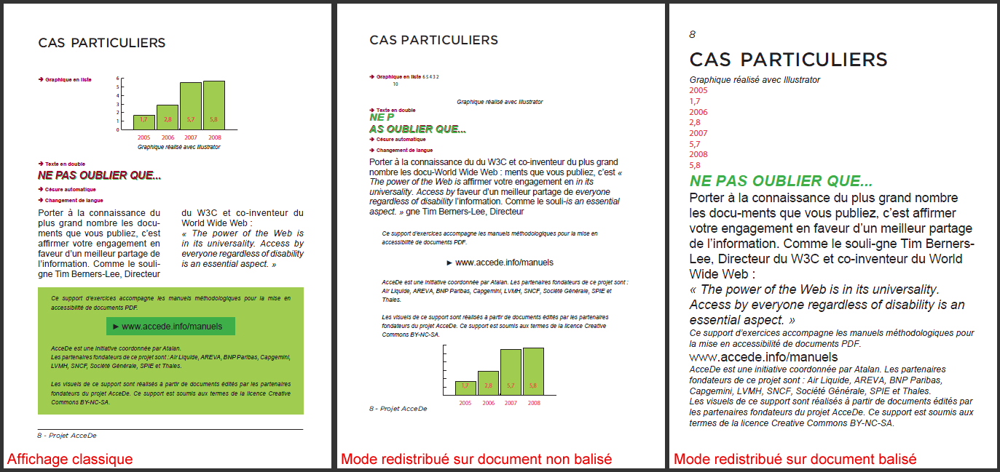 CAS PARTICULIERS
➔ Graphique en liste
6
5
4
3
2
1
0
1,7 2,8 5,7 5,8
2005 2006 2007 2008
Graphique réalisé avec Illustrator
➔ Texte en double
NE PAS OUBLIER QUE...
➔ Césure automatique
➔ Changement de langue
Porter à la connaissance du
plus grand nombre les docu-
ments que vous publiez, c’est
affirmer votre engagement en
faveur d’un meilleur partage de
l’information. Comme le souli-
gne Tim Berners-Lee, Directeur
du W3C et co-inventeur du
World Wide Web :
« The power of the Web is
in its universality. Access by
everyone regardless of disability
is an essential aspect. »
Ce support d’exercices accompagne les manuels méthodologiques pour la mise en
accessibilité de documents PDF.
► www.accede.info/manuels
AcceDe est une initiative coordonnée par Atalan.
Les partenaires fondateurs de ce projet sont : Air Liquide, AREVA, BNP Paribas, Capgemini,
LVMH, SNCF, Société Générale, SPIE et Thales.
Les visuels de ce support sont réalisés à partir de documents édités par les partenaires
fondateurs du projet AcceDe. Ce support est soumis aux termes de la licence Creative
Commons BY-NC-SA.
8 - Projet AcceDe
Affichage classique
CAS PARTICULIERS
➔ Graphique en liste 6 5 4 3 2
10
Graphique réalisé avec Illustrator
➔ Texte en double
NE P
AS OUBLIER QUE...
➔ Césure automatique
➔ Changement de langue
Porter à la connaissance du du W3C et co-inventeur du plus grand
nombre les docu-World Wide Web : ments que vous publiez, c’est «
The power of the Web is affirmer votre engagement en in its
universality. Access by faveur d’un meilleur partage de everyone
regardless of disability l’information. Comme le souli-is an essential
aspect. » gne Tim Berners-Lee, Directeur
Ce support d’exercices accompagne les manuels méthodologiques pour la mise en
accessibilité de documents PDF.
► www.accede.info/manuels
AcceDe est une initiative coordonnée par Atalan. Les partenaires fondateurs de ce projet sont :
Air Liquide, AREVA, BNP Paribas, Capgemini, LVMH, SNCF, Société Générale, SPIE et
Thales.
Les visuels de ce support sont réalisés à partir de documents édités par les partenaires
fondateurs du projet AcceDe. Ce support est soumis aux termes de la licence Creative
Commons BY-NC-SA.
1,7 2,8 5,7 5,8
2005 2006 2007 2008
8 - Projet AcceDe
Mode redistribué sur document non balisé
8
CAS PARTICULIERS
Graphique réalisé avec Illustrator
2005
1,7
2006
2,8
2007
5,7
2008
5,8
NE PAS OUBLIER QUE...
Porter à la connaissance du plus grand nombre
les docu-ments que vous publiez, c’est affirmer
votre engagement en faveur d’un meilleur partage
de l’information. Comme le souli-gne Tim Berners-
Lee, Directeur du W3C et co-inventeur du World
Wide Web :
« The power of the Web is in its universality.
Access by everyone regardless of disability is an
essential aspect. »
Ce support d’exercices accompagne les manuels méthodologiques pour
la mise en accessibilité de documents PDF.
www.accede.info/manuels
AcceDe est une initiative coordonnée par Atalan. Les partenaires
fondateurs de ce projet sont : Air Liquide, AREVA, BNP Paribas,
Capgemini, LVMH, SNCF, Société Générale, SPIE et Thales.
Les visuels de ce support sont réalisés à partir de documents édités par
les partenaires fondateurs du projet AcceDe. Ce support est soumis aux
termes de la licence Creative Commons BY-NC-SA.
Mode redistribué sur document balisé